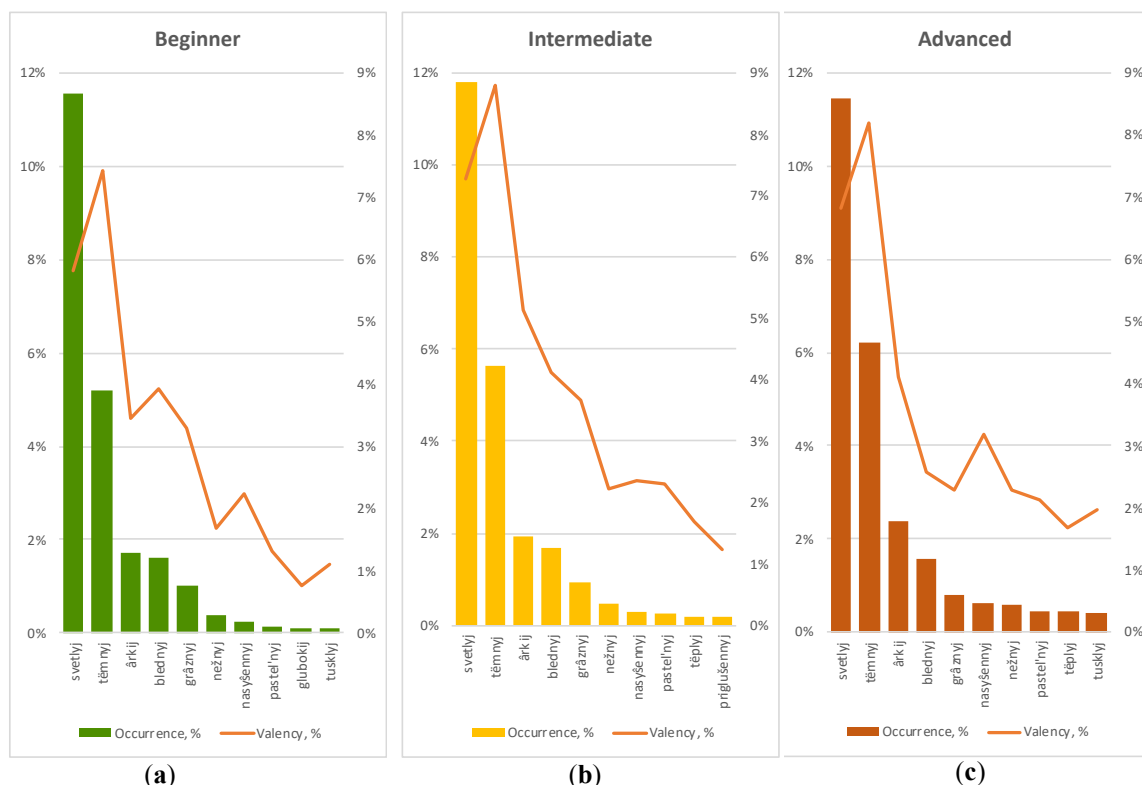 Beginner
12%
10%
8%
6%
4%
2%
0%
9%
8%
7%
6%
5%
4%
3%
2%
1%
0%
svetlyj
tëmnyj
ârkij
blednyj
grâznyj
nežnyj
nasyšennyj
pastel'nyj
glubokij
tusklyj
Occurrence, % Valency, %
(a)
Intermediate
12%
10%
8%
6%
4%
2%
0%
9%
8%
7%
6%
5%
4%
3%
2%
1%
0%
svetlyj
tëmnyj
ârkij
blednyj
grâznyj
nežnyj
nasyšennyj
pastel'nyj
tëplyj
priglušennyj
Occurrence, % Valency, %
(b)
Advanced
12%
10%
8%
6%
4%
2%
0%
9%
8%
7%
6%
5%
4%
3%
2%
1%
0%
svetlyj
tëmnyj
ârkij
blednyj
grâznyj
nasyšennyj
nežnyj
pastel'nyj
tëplyj
tusklyj
Occurrence, % Valency, %
(c)